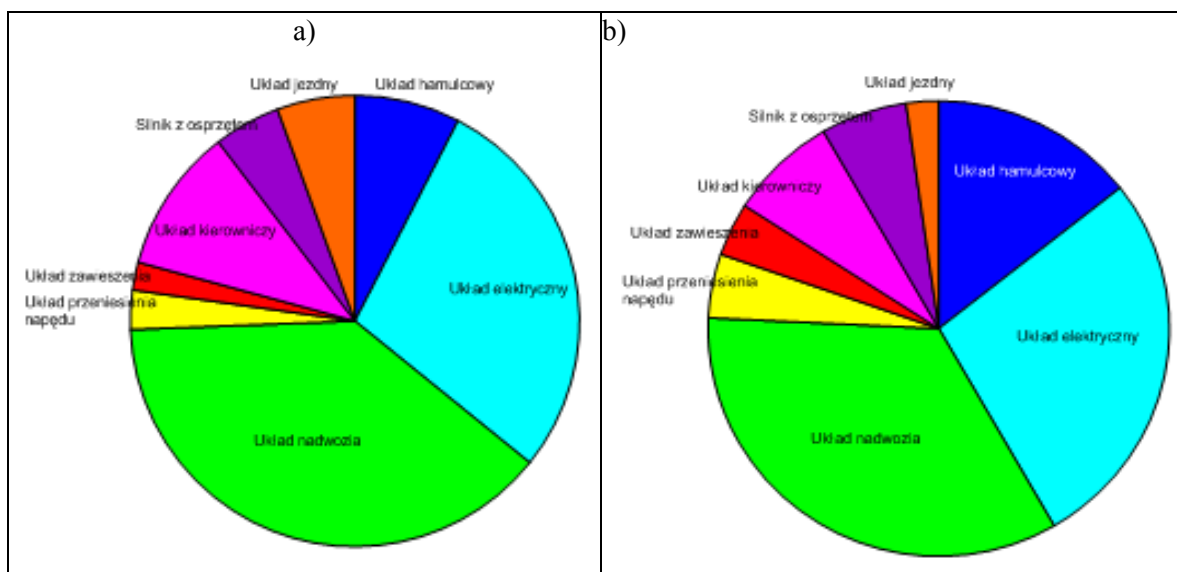 a)
Układ jezdny
Układ hamulcowy
Silnik z osprzętem
Układ kierowniczy
Układ elektryczny
Układ zawieszenia
Układ przeniesienia
napędu
Układ nadwozia
b)
Układ jezdny
Silnik z osprzętem
Układ hamulcowy
Układ kierowniczy
Układ zawieszenia
Układ przeniesienia
napędu
Układ elektryczny
Układ nadwozia